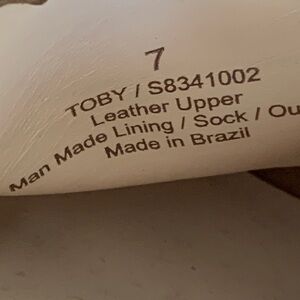 7
TOBY / S8341002
Leather Upper
Man Made Lining / Sock / Ou
Made in Brazil